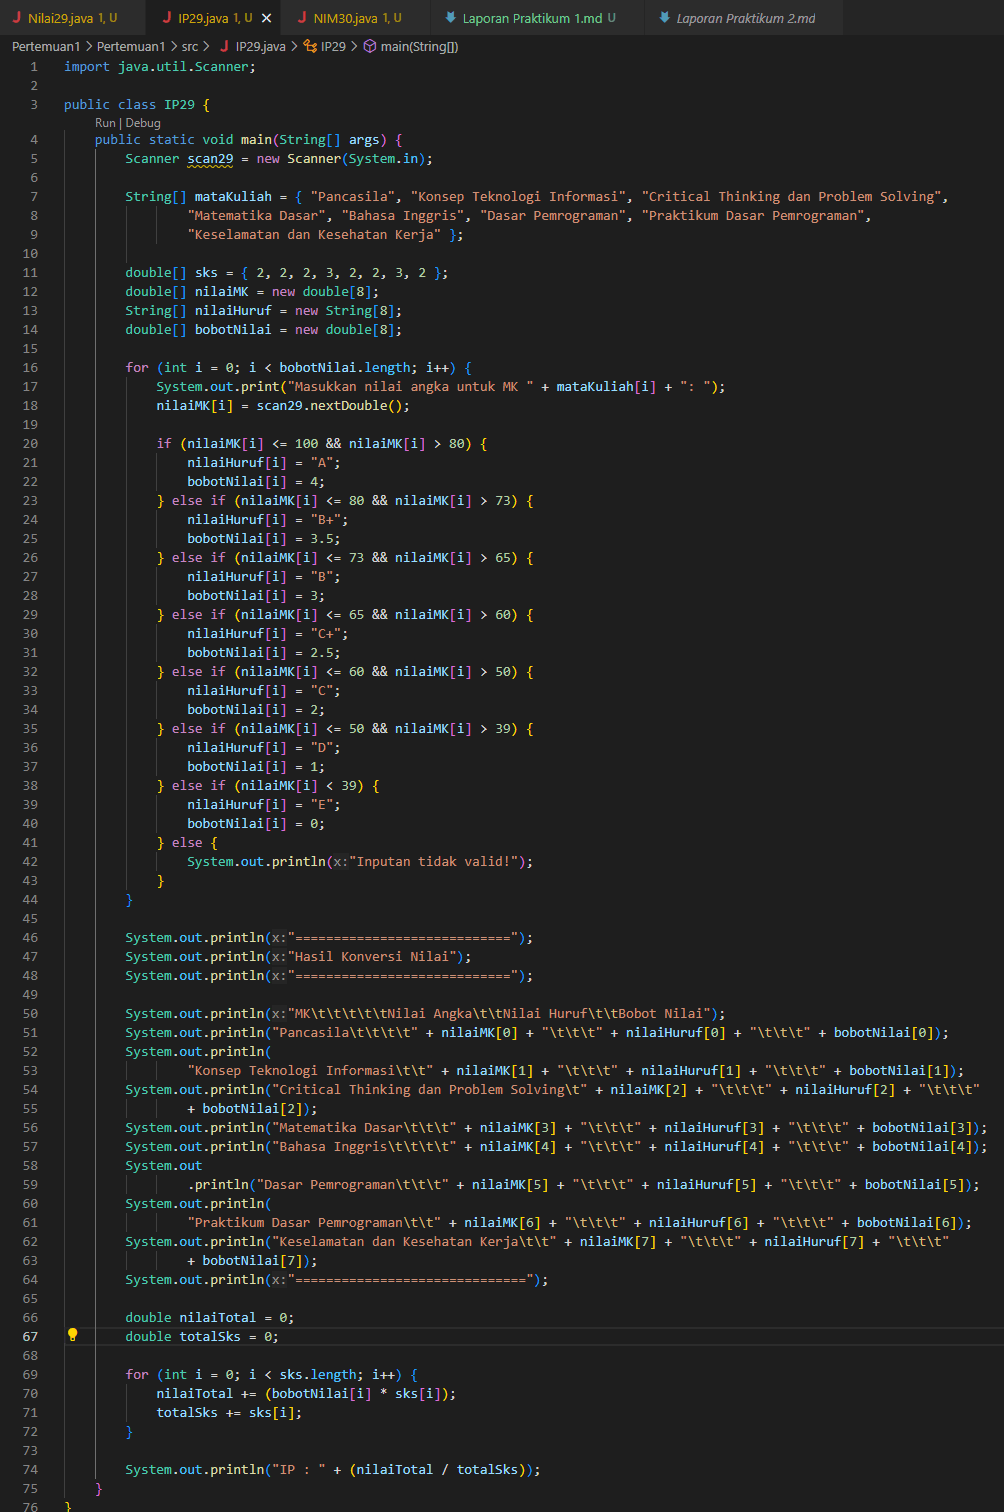 Nilai29.java 1, U IP29.java 1, U NIM30.java 1, U Laporan Praktikum 1.md U Laporan Praktikum 2.md
Pertemuan1 > Pertemuan1 > src > IP29.java > IP29 > main(String[])
1 import java.util.Scanner;
2
3 public class IP29 {
Run | Debug
4 public static void main(String[] args) {
5 Scanner scan29 = new Scanner(System.in);
6
7 String[] mataKuliah = { "Pancasila", "Konsep Teknologi Informasi", "Critical Thinking dan Problem Solving",
8 "Matematika Dasar", "Bahasa Inggris", "Dasar Pemrograman", "Praktikum Dasar Pemrograman",
9 "Keselamatan dan Kesehatan Kerja" };
10
11 double[] sks = { 2, 2, 2, 3, 2, 2, 3, 2 };
12 double[] nilaiMK = new double[8];
13 String[] nilaiHuruf = new String[8];
14 double[] bobotNilai = new double[8];
15
16 for (int i = 0; i < bobotNilai.length; i++) {
17 System.out.print("Masukkan nilai angka untuk MK " + mataKuliah[i] + ": ");
18 nilaiMK[i] = scan29.nextDouble();
19
20 if (nilaiMK[i] <= 100 && nilaiMK[i] > 80) {
21 nilaiHuruf[i] = "A";
22 bobotNilai[i] = 4;
23 } else if (nilaiMK[i] <= 80 && nilaiMK[i] > 73) {
24 nilaiHuruf[i] = "B+";
25 bobotNilai[i] = 3.5;
26 } else if (nilaiMK[i] <= 73 && nilaiMK[i] > 65) {
27 nilaiHuruf[i] = "B";
28 bobotNilai[i] = 3;
29 } else if (nilaiMK[i] <= 65 && nilaiMK[i] > 60) {
30 nilaiHuruf[i] = "C+";
31 bobotNilai[i] = 2.5;
32 } else if (nilaiMK[i] <= 60 && nilaiMK[i] > 50) {
33 nilaiHuruf[i] = "C";
34 bobotNilai[i] = 2;
35 } else if (nilaiMK[i] <= 50 && nilaiMK[i] > 39) {
36 nilaiHuruf[i] = "D";
37 bobotNilai[i] = 1;
38 } else if (nilaiMK[i] < 39) {
39 nilaiHuruf[i] = "E";
40 bobotNilai[i] = 0;
41 } else {
42 System.out.println(x:"Inputan tidak valid!");
43 }
44 }
45
46 System.out.println(x:"============================");
47 System.out.println(x:"Hasil Konversi Nilai");
48 System.out.println(x:"============================");
49
50 System.out.println(x:"MK\t\t\t\t\tNilai Angka\t\tNilai Huruf\t\tBobot Nilai");
51 System.out.println("Pancasila\t\t\t\t" + nilaiMK[0] + "\t\t\t" + nilaiHuruf[0] + "\t\t\t" + bobotNilai[0]);
52 System.out.println(
53 "Konsep Teknologi Informasi\t\t" + nilaiMK[1] + "\t\t\t" + nilaiHuruf[1] + "\t\t\t" + bobotNilai[1]);
54 System.out.println("Critical Thinking dan Problem Solving\t" + nilaiMK[2] + "\t\t\t" + nilaiHuruf[2] + "\t\t\t"
55 + bobotNilai[2]);
56 System.out.println("Matematika Dasar\t\t\t" + nilaiMK[3] + "\t\t\t" + nilaiHuruf[3] + "\t\t\t" + bobotNilai[3]);
57 System.out.println("Bahasa Inggris\t\t\t\t" + nilaiMK[4] + "\t\t\t" + nilaiHuruf[4] + "\t\t\t" + bobotNilai[4]);
58 System.out
59 .println("Dasar Pemrograman\t\t\t" + nilaiMK[5] + "\t\t\t" + nilaiHuruf[5] + "\t\t\t" + bobotNilai[5]);
60 System.out.println(
61 "Praktikum Dasar Pemrograman\t\t" + nilaiMK[6] + "\t\t\t" + nilaiHuruf[6] + "\t\t\t" + bobotNilai[6]);
62 System.out.println("Keselamatan dan Kesehatan Kerja\t\t" + nilaiMK[7] + "\t\t\t" + nilaiHuruf[7] + "\t\t\t"
63 + bobotNilai[7]);
64 System.out.println(x:"==============================");
65
66 double nilaiTotal = 0;
67 double totalSks = 0;
68
69 for (int i = 0; i < sks.length; i++) {
70 nilaiTotal += (bobotNilai[i] * sks[i]);
71 totalSks += sks[i];
72 }
73
74 System.out.println("IP : " + (nilaiTotal / totalSks));
75 }
76 }